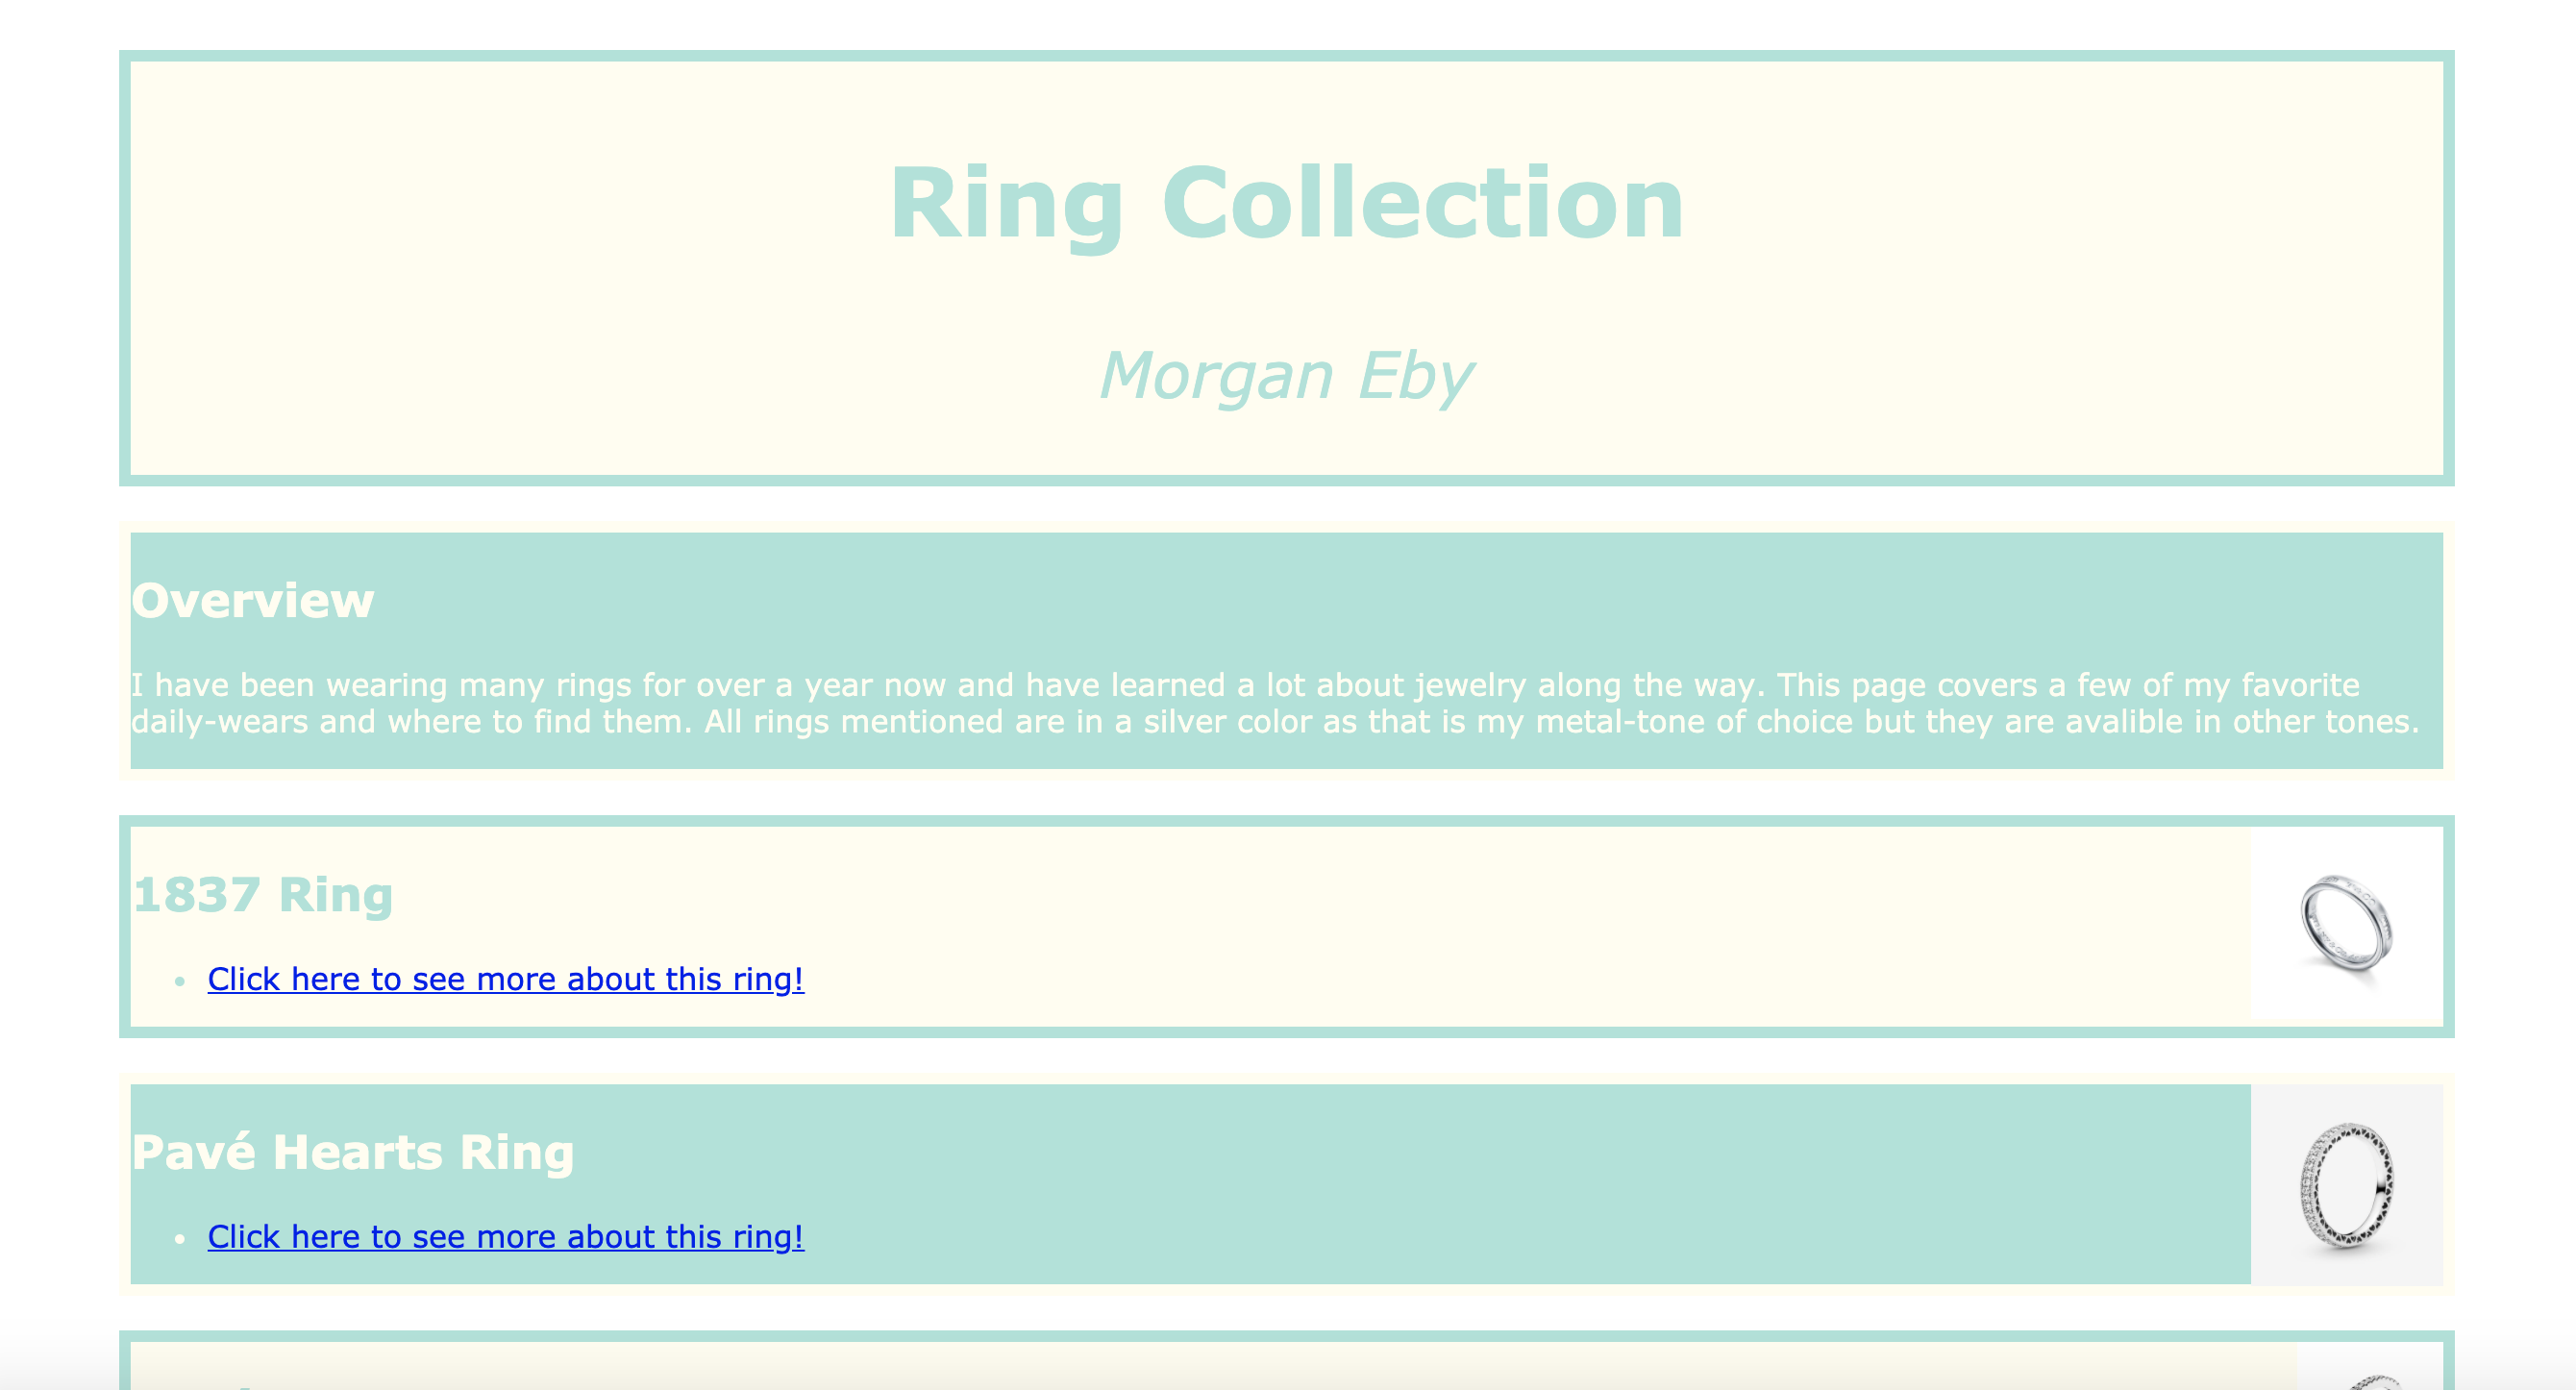 Ring Collection
Morgan Eby
Overview
I have been wearing many rings for over a year now and have learned a lot about jewelry along the way. This page covers a few of my favorite
daily-wears and where to find them. All rings mentioned are in a silver color as that is my metal-tone of choice but they are avalible in other tones.
1837 Ring
Click here to see more about this ring!
Pavé Hearts Ring
Click here to see more about this ring!